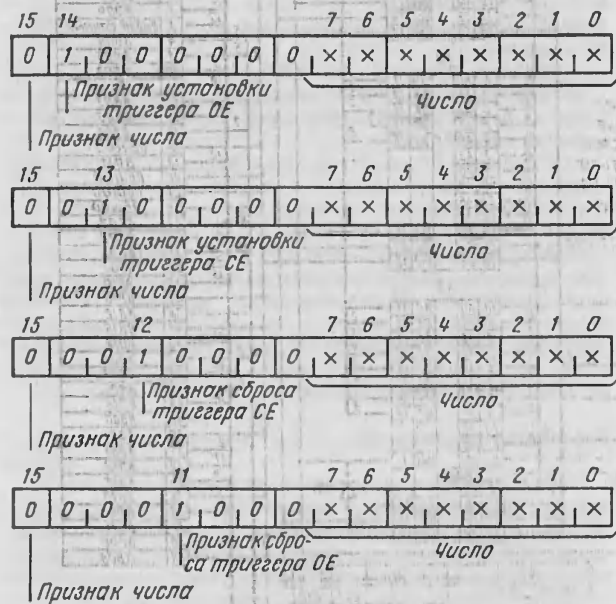 15 14 7 6 5 4 3 2 1 0
0 1 0 0 0 0 0 0 × × × × × × × ×
Признак установки
триггера ОЕ
Число
Признак числа
15 13 7 6 5 4 3 2 1 0
0 0 1 0 0 0 0 0 × × × × × × × ×
Признак установки
триггера СЕ
Число
Признак числа
15 12 7 6 5 4 3 2 1 0
0 0 0 1 0 0 0 0 × × × × × × × ×
Признак сброса
триггера СЕ
Число
Признак числа
15 11 7 6 5 4 3 2 1 0
0 0 0 0 1 0 0 0 × × × × × × × ×
Признак сбро-
са триггера ОЕ
Число
Признак числа